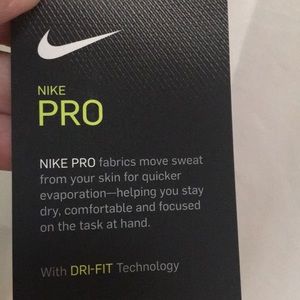 NIKE
PRO
NIKE PRO fabrics move sweat
from your skin for quicker
evaporation—helping you stay
dry, comfortable and focused
on the task at hand.
With DRI-FIT Technology